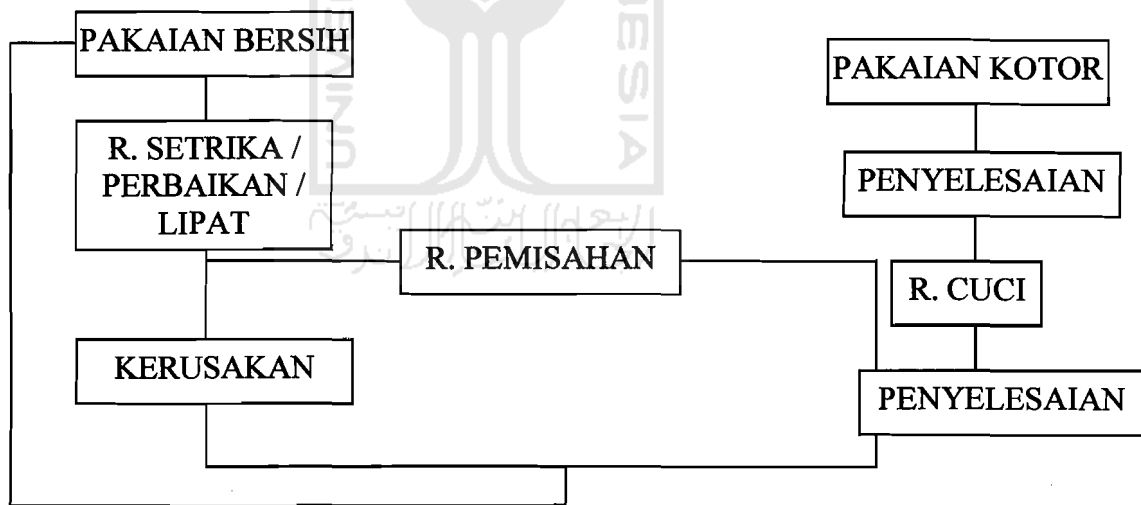 PAKAIAN BERSIH
R. SETRIKA /
PERBAIKAN /
LIPAT
R. PEMISAHAN
KERUSAKAN
PAKAIAN KOTOR
PENYELESAIAN
R. CUCI
PENYELESAIAN